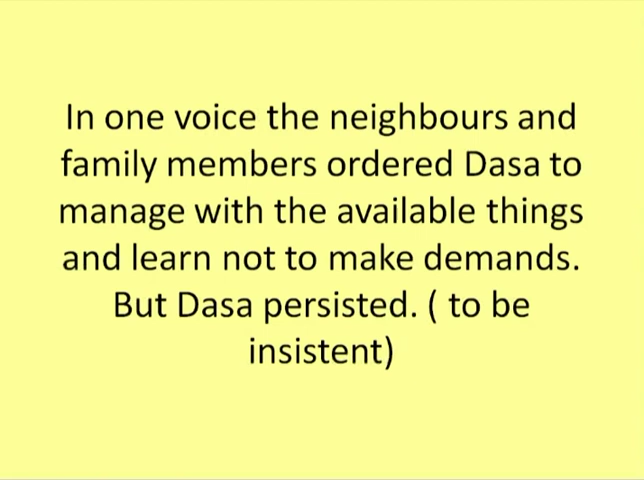 In one voice the neighbours and
family members ordered Dasa to
manage with the available things
and learn not to make demands.
But Dasa persisted. ( to be
insistent)